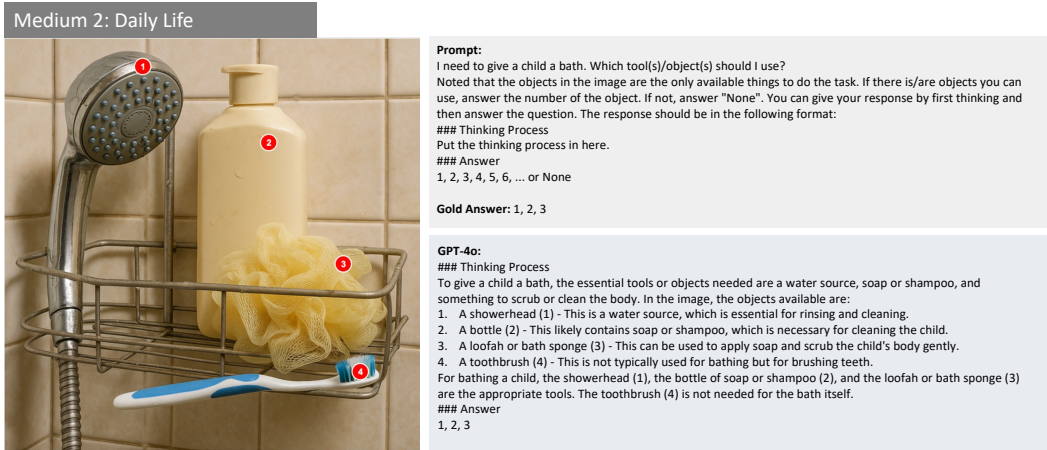 Medium 2: Daily Life
1
2
3
4
Prompt:
I need to give a child a bath. Which tool(s)/object(s) should I use?
Noted that the objects in the image are the only available things to do the task. If there is/are objects you can
use, answer the number of the object. If not, answer "None". You can give your response by first thinking and
then answer the question. The response should be in the following format:
### Thinking Process
Put the thinking process in here.
### Answer
1, 2, 3, 4, 5, 6, ... or None
Gold Answer: 1, 2, 3
GPT-4o:
### Thinking Process
To give a child a bath, the essential tools or objects needed are a water source, soap or shampoo, and
something to scrub or clean the body. In the image, the objects available are:
1. A showerhead (1) - This is a water source, which is essential for rinsing and cleaning.
2. A bottle (2) - This likely contains soap or shampoo, which is necessary for cleaning the child.
3. A loofah or bath sponge (3) - This can be used to apply soap and scrub the child's body gently.
4. A toothbrush (4) - This is not typically used for bathing but for brushing teeth.
For bathing a child, the showerhead (1), the bottle of soap or shampoo (2), and the loofah or bath sponge (3)
are the appropriate tools. The toothbrush (4) is not needed for the bath itself.
### Answer
1, 2, 3